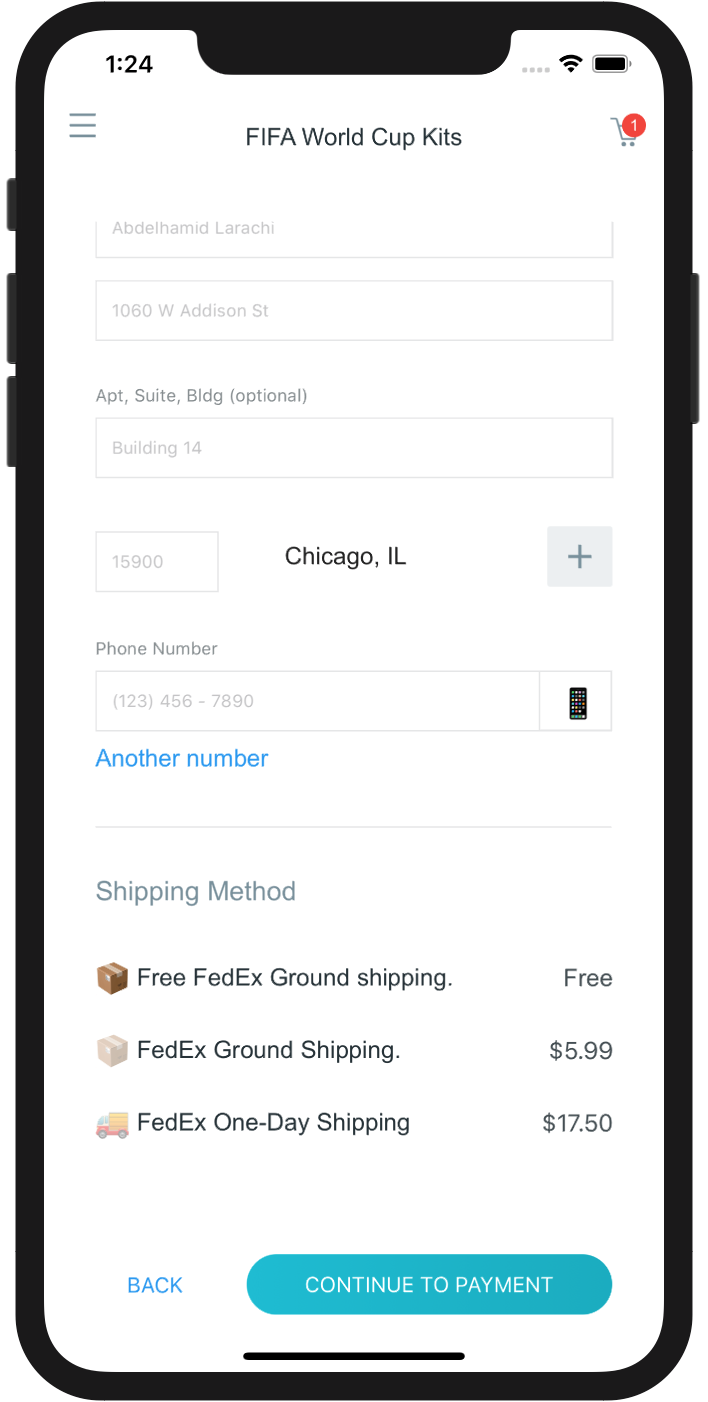 1:24
FIFA World Cup Kits
1
Abdelhamid Larachi
1060 W Addison St
Apt, Suite, Bldg (optional)
Building 14
15900
Chicago, IL
Phone Number
(123) 456 - 7890
Another number
Shipping Method
Free FedEx Ground shipping. Free
FedEx Ground Shipping. $5.99
FedEx One-Day Shipping $17.50
BACK CONTINUE TO PAYMENT